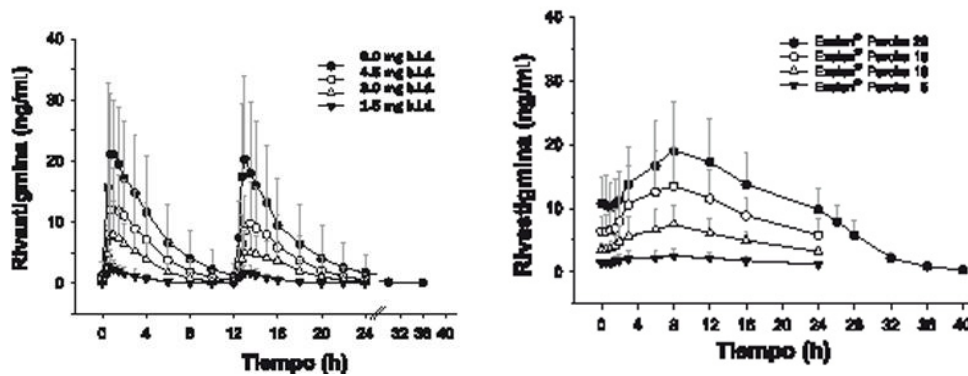 6.0 mg b.i.d.
4.5 mg b.i.d.
3.0 mg b.i.d.
1.5 mg b.i.d.
Rivastigmina (ng/mL)
40
30
20
10
0
0 4 8 12 16 20 24 32 36 40
Tiempo (h)
Exelon® Parche 20
Exelon® Parche 15
Exelon® Parche 10
Exelon® Parche 5
Rivastigmina (ng/mL)
40
30
20
10
0
0 4 8 12 16 20 24 28 32 36 40
Tiempo (h)